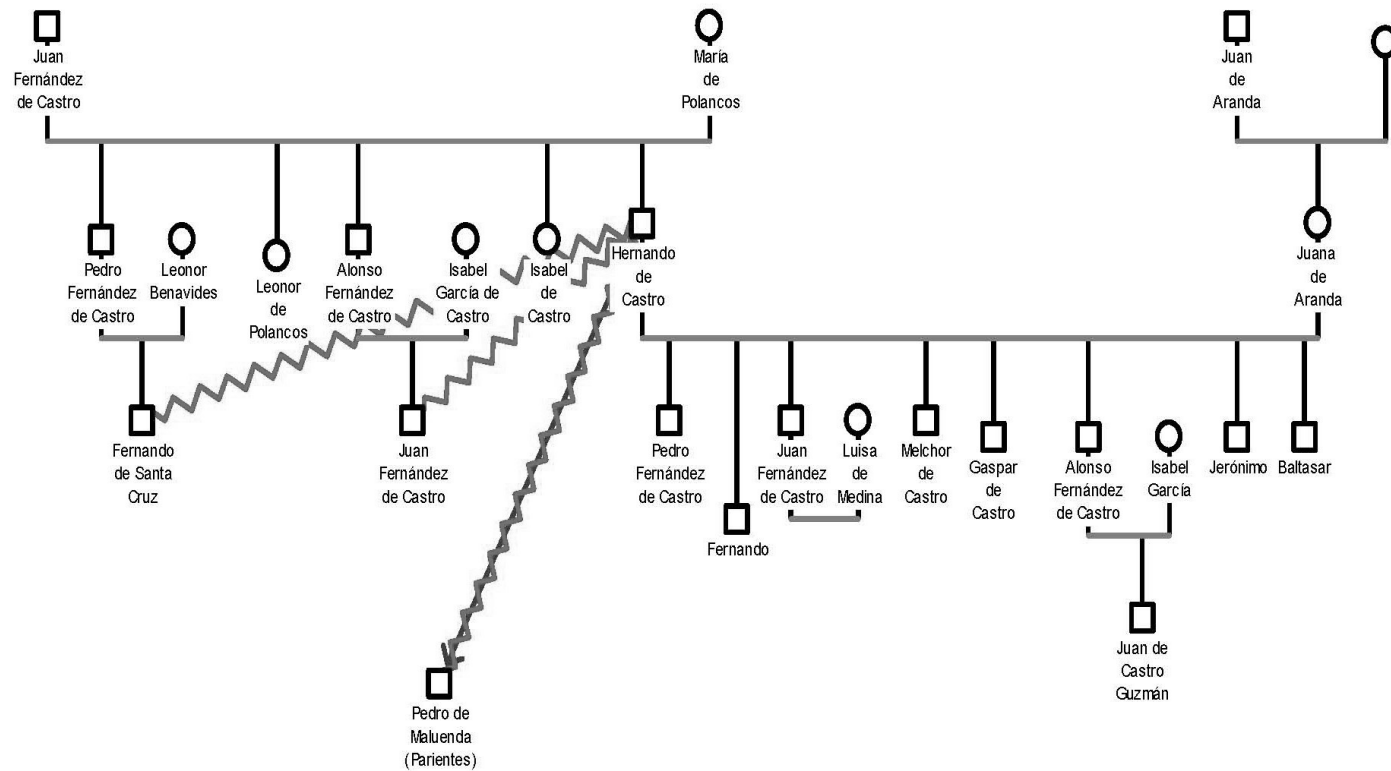 Juan
Fernández
de Castro
María
de
Polancos
Juan
de
Aranda
Pedro
Fernández
de Castro
Leonor
Benavides
Leonor
de
Polancos
Alonso
Fernández
de Castro
Isabel
García de
Castro
Isabel
de
Castro
Hernando
de
Castro
Juana
de
Aranda
Fernando
de Santa
Cruz
Juan
Fernández
de Castro
Pedro
Fernández
de Castro
Fernando
Juan
Fernández
de Castro
Luisa
de
Medina
Melchor
de
Castro
Gaspar
de
Castro
Alonso
Fernández
de Castro
Isabel
García
Jerónimo
Baltasar
Juan de
Castro
Guzmán
Pedro de
Maluenda
(Parientes)